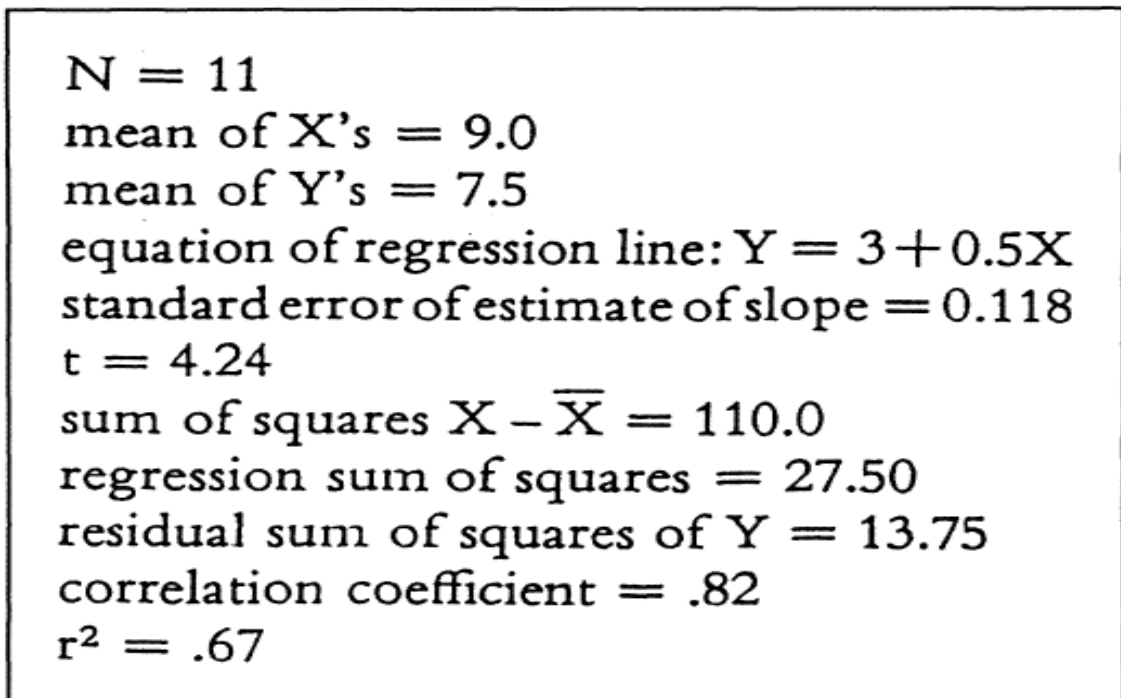 N = 11
mean of X's = 9.0
mean of Y's = 7.5
equation of regression line: Y = 3+0.5X
standard error of estimate of slope = 0.118
t = 4.24
sum of squares X – X̅ = 110.0
regression sum of squares = 27.50
residual sum of squares of Y = 13.75
correlation coefficient = .82
r² = .67